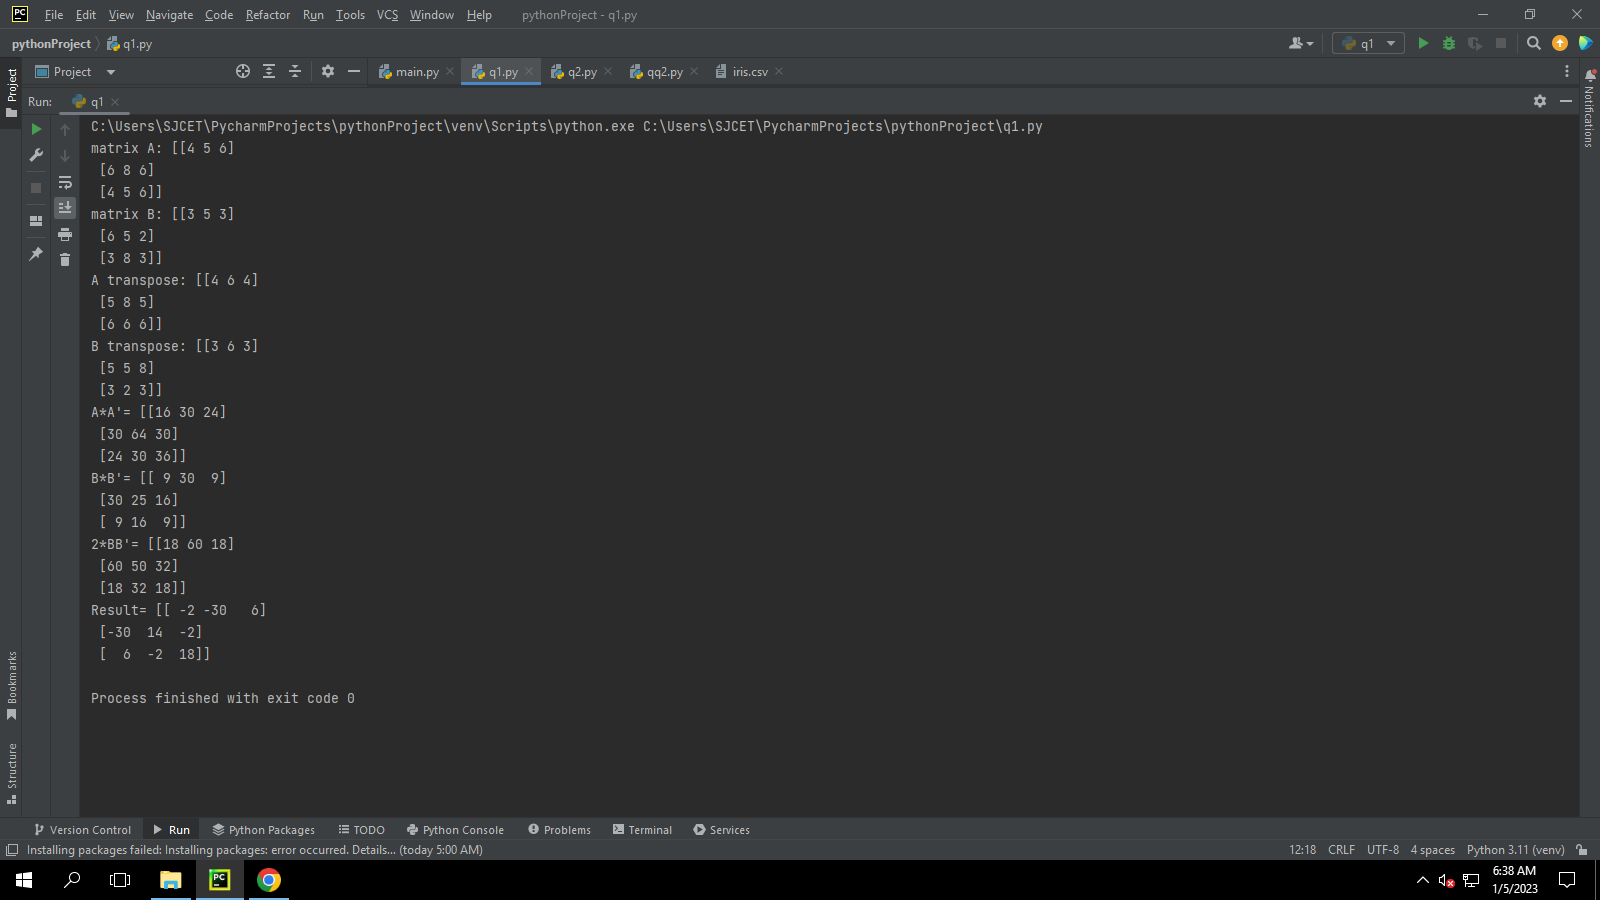 PC File Edit View Navigate Code Refactor Run Tools VCS Window Help pythonProject - q1.py
pythonProject q1.py q1
Project main.py q1.py q2.py qq2.py iris.csv
Run: q1
Project
Notifications
C:\Users\SJCET\PycharmProjects\pythonProject\venv\Scripts\python.exe C:\Users\SJCET\PycharmProjects\pythonProject\q1.py
matrix A: [[4 5 6]
 [6 8 6]
 [4 5 6]]
matrix B: [[3 5 3]
 [6 5 2]
 [3 8 3]]
A transpose: [[4 6 4]
 [5 8 5]
 [6 6 6]]
B transpose: [[3 6 3]
 [5 5 8]
 [3 2 3]]
A*A'= [[16 30 24]
 [30 64 30]
 [24 30 36]]
B*B'= [[ 9 30  9]
 [30 25 16]
 [ 9 16  9]]
2*BB'= [[18 60 18]
 [60 50 32]
 [18 32 18]]
Result= [[ -2 -30   6]
 [-30  14  -2]
 [  6  -2  18]]
Process finished with exit code 0
Bookmarks
Structure
Version Control Run Python Packages TODO Python Console Problems Terminal Services
Installing packages failed: Installing packages: error occurred. Details... (today 5:00 AM) 12:18 CRLF UTF-8 4 spaces Python 3.11 (venv)
PC 6:38 AM
1/5/2023